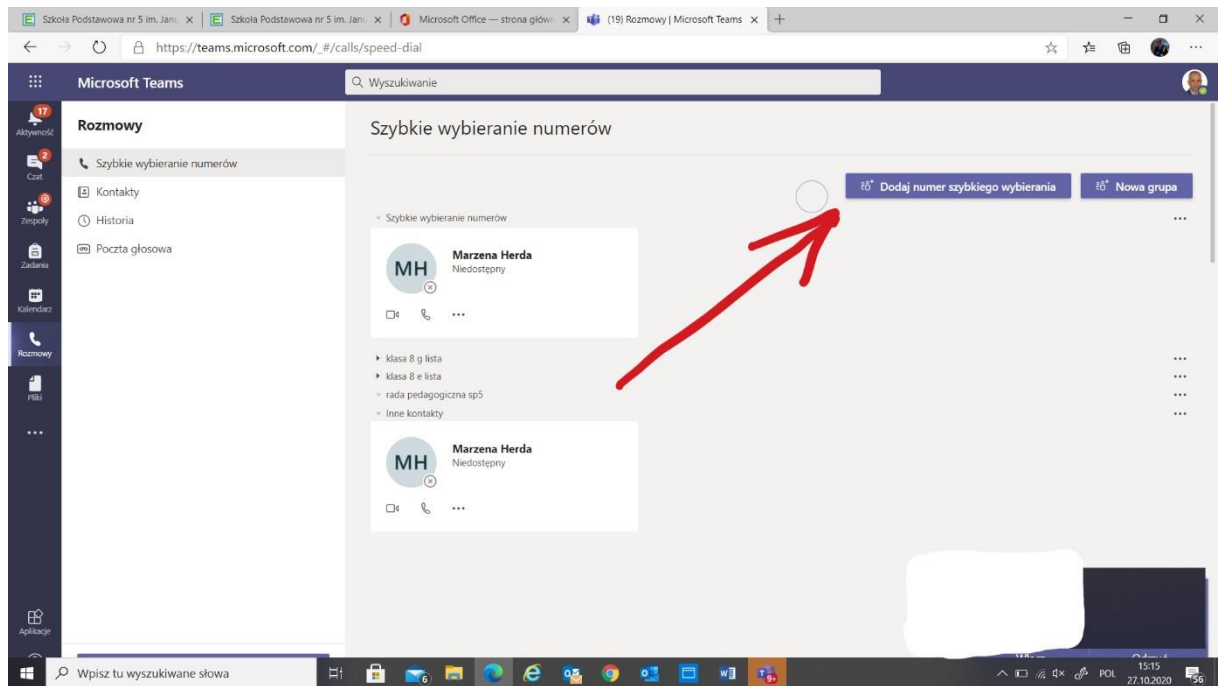 Szkoła Podstawowa nr 5 im. Janu
Szkoła Podstawowa nr 5 im. Janu
Microsoft Office — strona główn
(19) Rozmowy | Microsoft Teams
https://teams.microsoft.com/_#/calls/speed-dial
Microsoft Teams
Wyszukiwanie
17
Aktywność
2
Czat
@
Zespoły
Zadania
Kalendarz
Rozmowy
Pliki
Aplikacje
Rozmowy
Szybkie wybieranie numerów
Kontakty
Historia
Poczta głosowa
Szybkie wybieranie numerów
Dodaj numer szybkiego wybierania
Nowa grupa
Szybkie wybieranie numerów
MH
Marzena Herda
Niedostępny
klasa 8 g lista
klasa 8 e lista
rada pedagogiczna sp5
Inne kontakty
MH
Marzena Herda
Niedostępny
Wpisz tu wyszukiwane słowa
6
9+
POL
15:15
27.10.2020
56